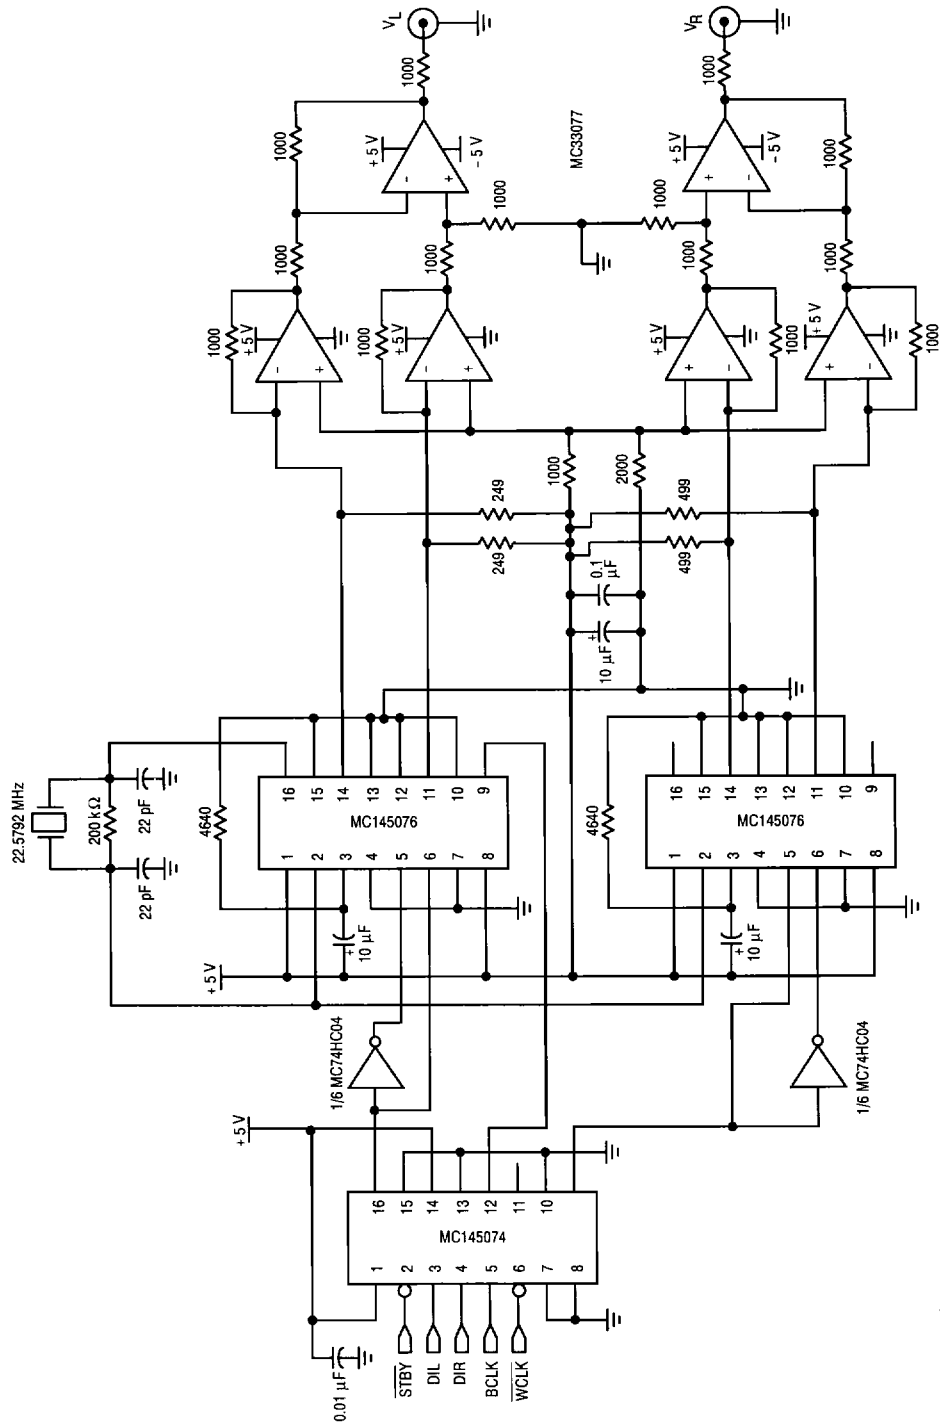 22.5792 MHz
200 kΩ
22 pF
22 pF
+ 5 V
4640
10 µF
+
MC145076
1 2 3 4 5 6 7 8
16 15 14 13 12 11 10 9
4640
10 µF
+
MC145076
1 2 3 4 5 6 7 8
16 15 14 13 12 11 10 9
1/6 MC74HC04
1/6 MC74HC04
+ 5 V
0.01 µF
MC145074
1 2 3 4 5 6 7 8
16 15 14 13 12 11 10
STBY
DIL
DIR
BCLK
WCLK
249
249
499
499
1000
2000
10 µF
+
0.1 µF
1000
+ 5 V
-
+
1000
+ 5 V
-
+
1000
+ 5 V
+
-
1000
+ 5 V
+
-
1000
1000
1000
1000
1000
1000
1000
1000
+ 5 V
- 5 V
-
+
MC33077
+ 5 V
- 5 V
+
-
1000
1000
VL
VR